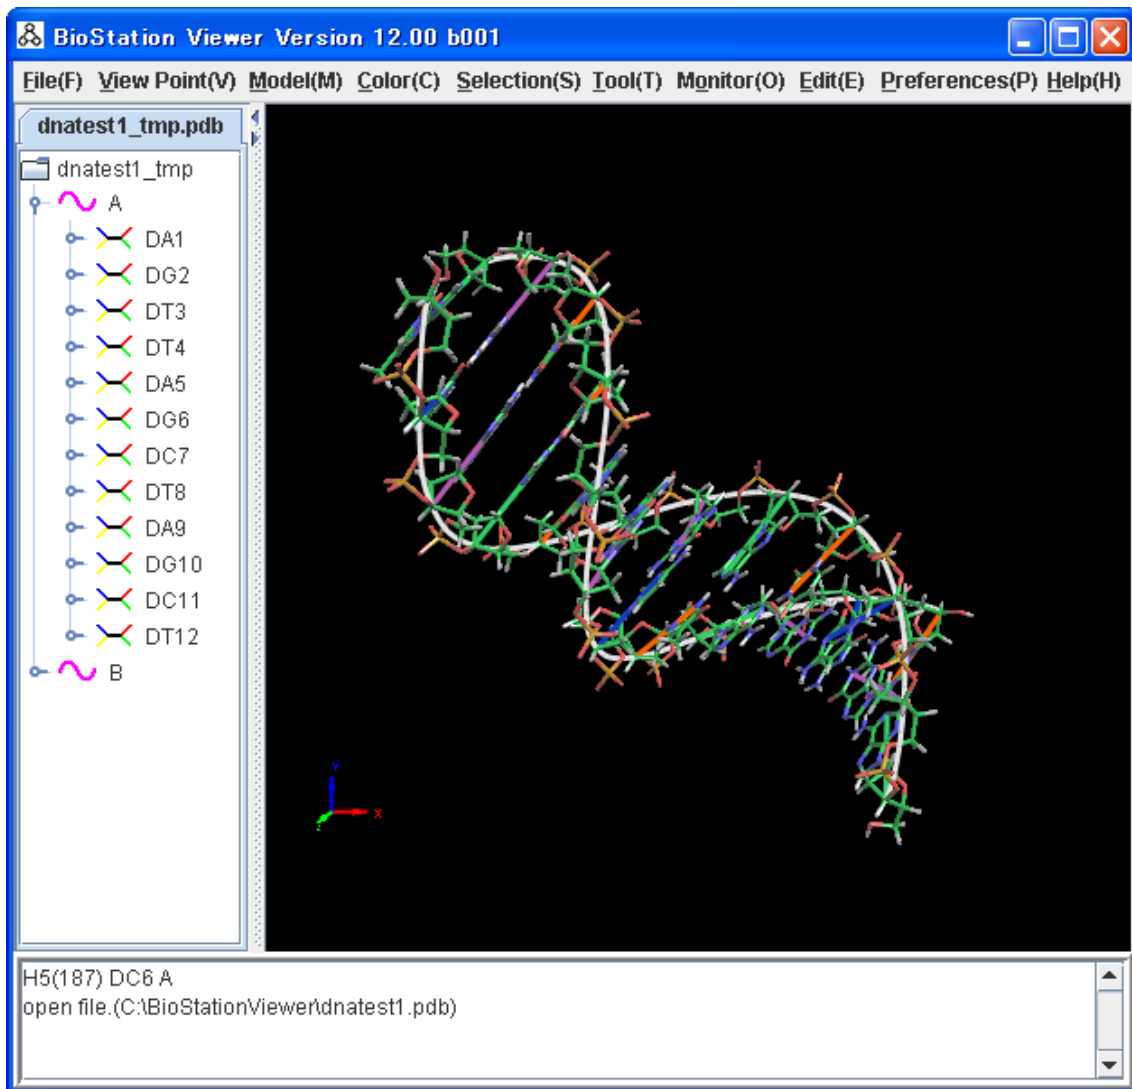 BioStation Viewer Version 12.00 b001
File(F) View Point(V) Model(M) Color(C) Selection(S) Tool(T) Monitor(O) Edit(E) Preferences(P) Help(H)
dnatest1_tmp.pdb
dnatest1_tmp
A
DA1
DG2
DT3
DT4
DA5
DG6
DC7
DT8
DA9
DG10
DC11
DT12
B
y
x
z
H5(187) DC6 A
open file.(C:\BioStationViewer\dnatest1.pdb)